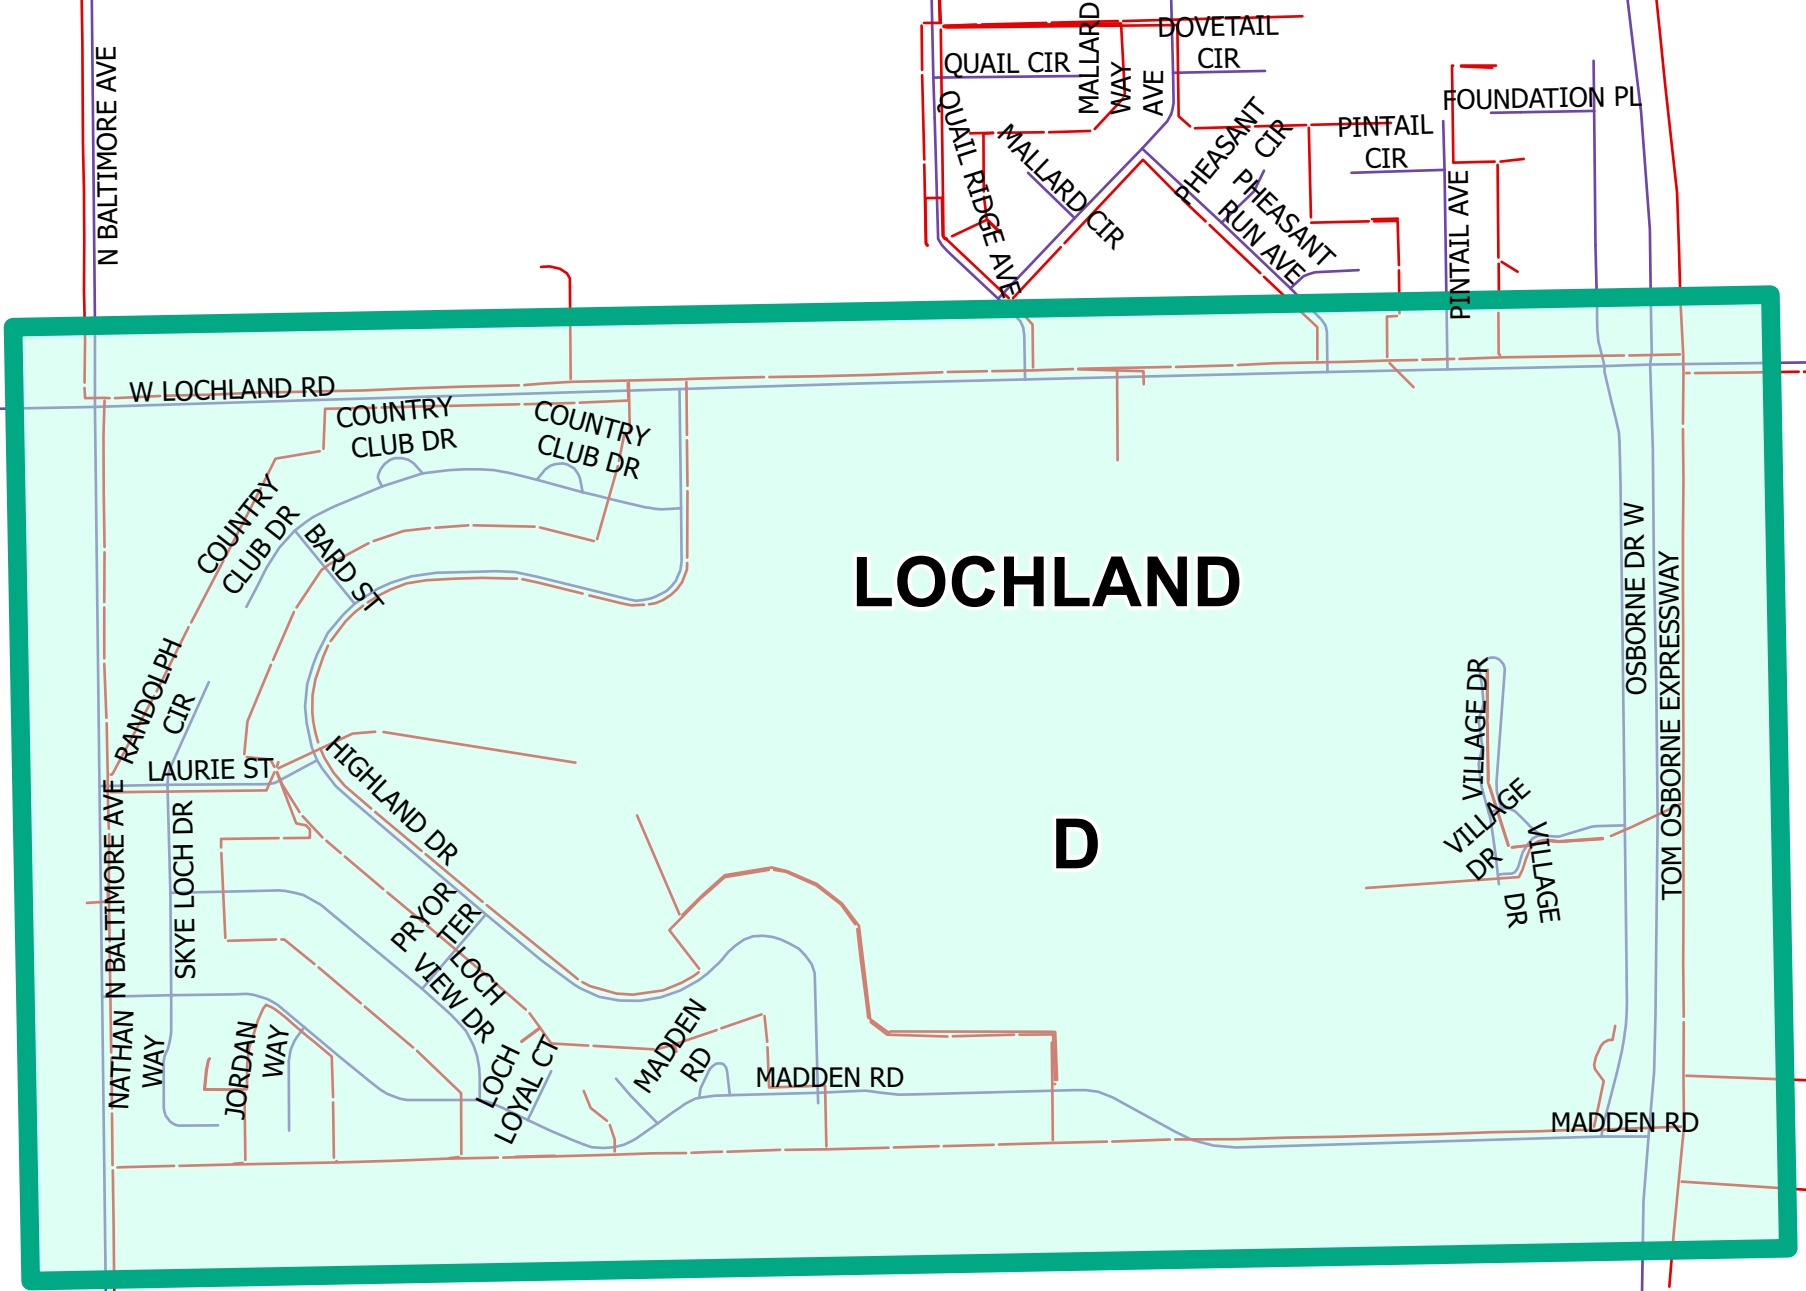 MALLARD
WAY
DOVETAIL
CIR
QUAIL CIR
AVE
N BALTIMORE AVE
QUAIL RIDGE AVE
MALLARD CIR
PHEASANT
CIR
PHEASANT
RUN AVE
PINTAIL
CIR
FOUNDATION PL
PINTAIL AVE
W LOCHLAND RD
COUNTRY
CLUB DR
COUNTRY
CLUB DR
COUNTRY
CLUB DR
BARD ST
LOCHLAND
OSBORNE DR W
TOM OSBORNE EXPRESSWAY
RANDOLPH
CIR
LAURIE ST
HIGHLAND DR
VILLAGE DR
VILLAGE
DR
VILLAGE
DR
D
N BALTIMORE AVE
SKYE LOCH DR
PRYOR
TER
LOCH
VIEW DR
NATHAN
WAY
JORDAN
WAY
LOCH
LOYAL CT
MADDEN
RD
MADDEN RD
MADDEN RD